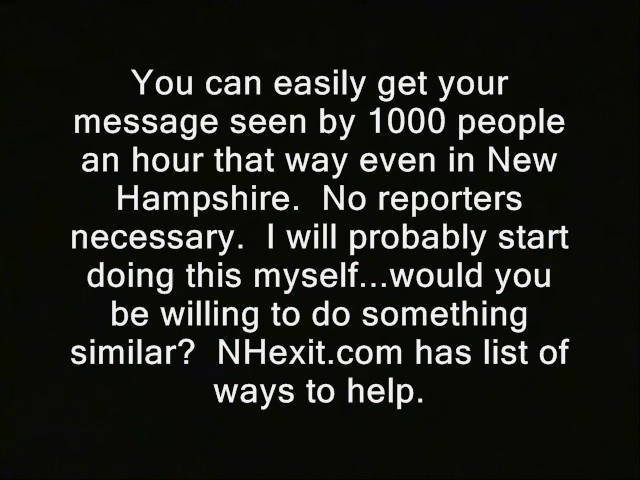 You can easily get your
message seen by 1000 people
an hour that way even in New
Hampshire.  No reporters
necessary.  I will probably start
doing this myself...would you
be willing to do something
similar?  NHexit.com has list of
ways to help.